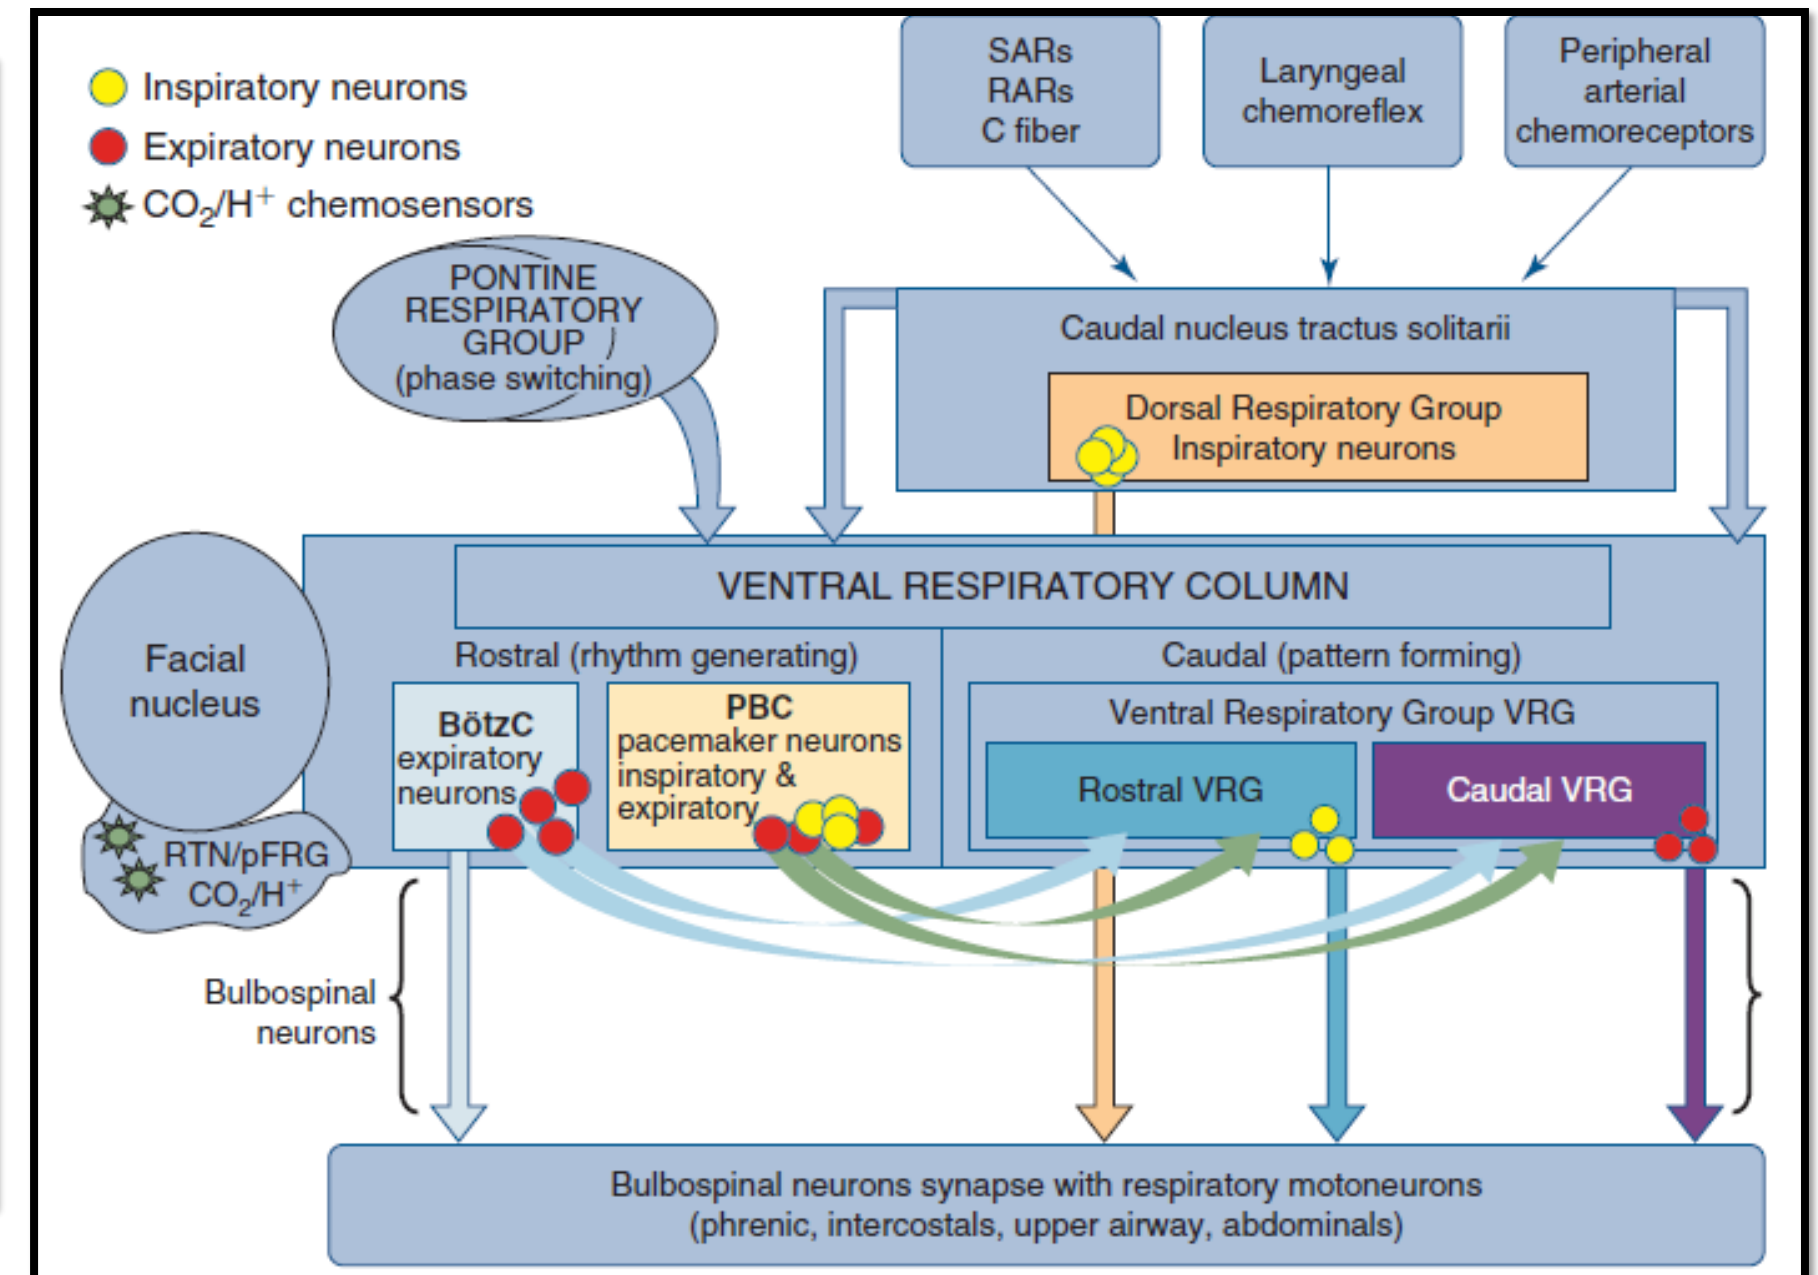 Inspiratory neurons
Expiratory neurons
CO₂/H⁺ chemosensors
SARs
RARs
C fiber
Laryngeal
chemoreflex
Peripheral
arterial
chemoreceptors
PONTINE
RESPIRATORY
GROUP
(phase switching)
Caudal nucleus tractus solitarii
Dorsal Respiratory Group
Inspiratory neurons
VENTRAL RESPIRATORY COLUMN
Facial
nucleus
Rostral (rhythm generating)
Caudal (pattern forming)
BötzC
expiratory
neurons
PBC
pacemaker neurons
inspiratory &
expiratory
Ventral Respiratory Group VRG
Rostral VRG
Caudal VRG
RTN/pFRG
CO₂/H⁺
Bulbospinal
neurons
Bulbospinal neurons synapse with respiratory motoneurons
(phrenic, intercostals, upper airway, abdominals)